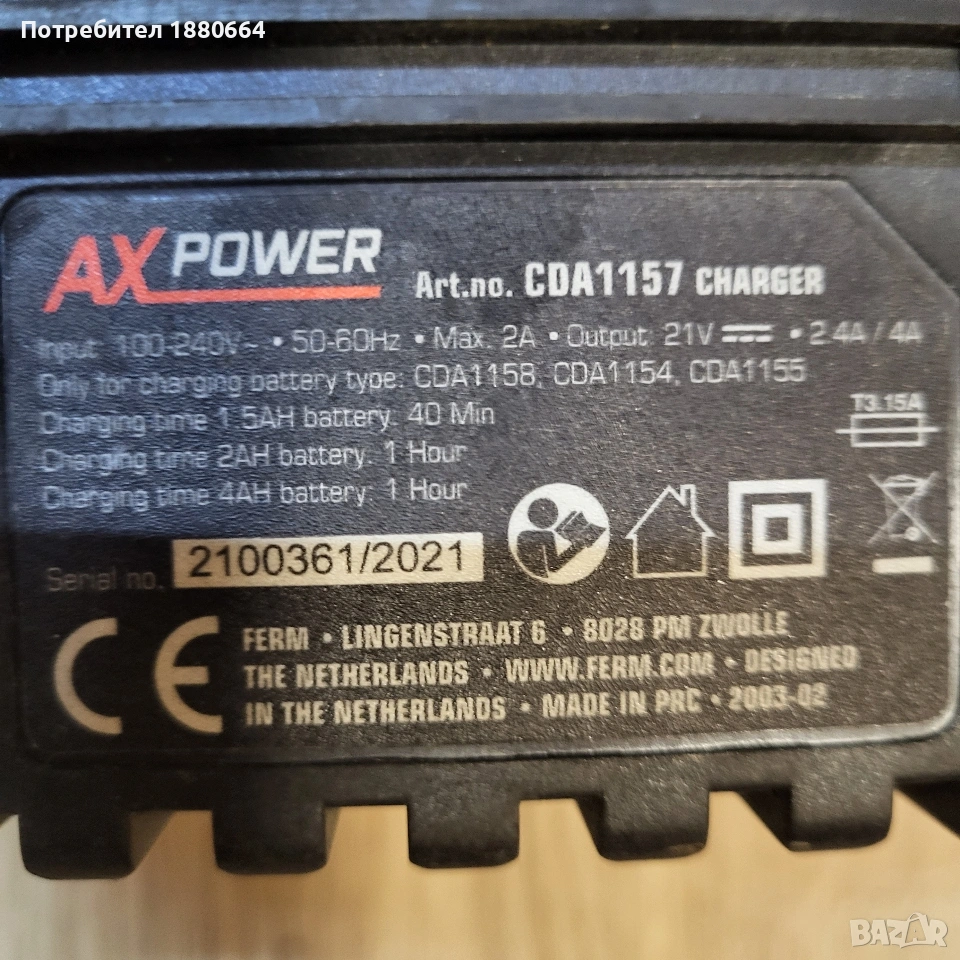 Потребител 1880664
AX POWER
Art.no. CDA1157 CHARGER
Input: 100-240V~ • 50-60Hz • Max. 2A • Output: 21V ⎓ • 2.4A / 4A
Only for charging battery type: CDA1158, CDA1154, CDA1155
Charging time 1.5AH battery: 40 Min
T3.15A
Charging time 2AH battery: 1 Hour
Charging time 4AH battery: 1 Hour
Serial no. 2100361/2021
CE
FERM • LINGENSTRAAT 6 • 8028 PM ZWOLLE
THE NETHERLANDS • WWW.FERM.COM • DESIGNED
IN THE NETHERLANDS • MADE IN PRC • 2003-02
BAZAR